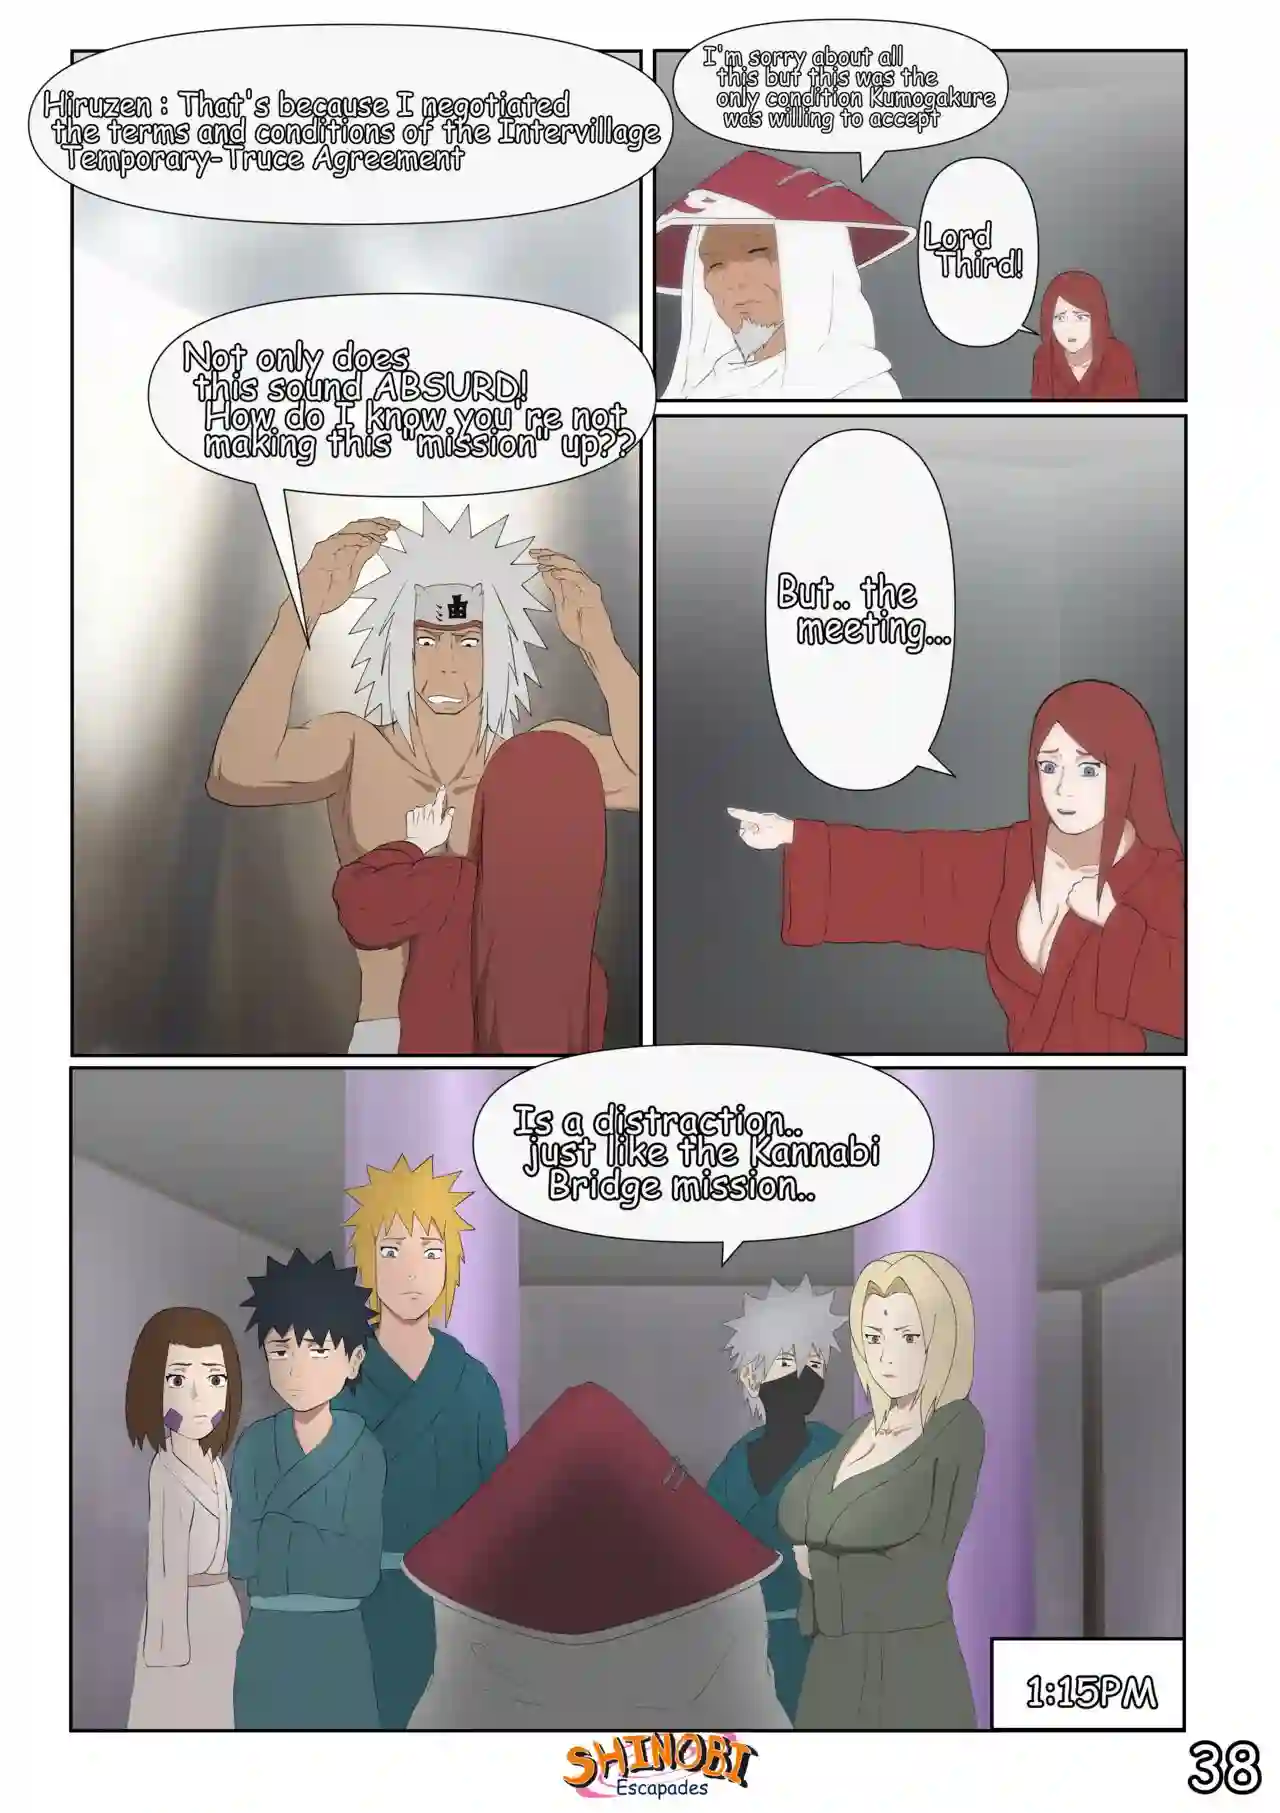 Hiruzen : That's because I negotiated
the terms and conditions of the Intervillage
Temporary-Truce Agreement
Not only does
this sound ABSURD!
How do I know you're not
making this "mission" up??
油
I'm sorry about all
this but this was the
only condition Kumogakure
was willing to accept
Lord
Third!
But.. the
meeting...
Is a distraction..
just like the Kannabi
Bridge mission..
1:15PM
SHINOBI
Escapades
38